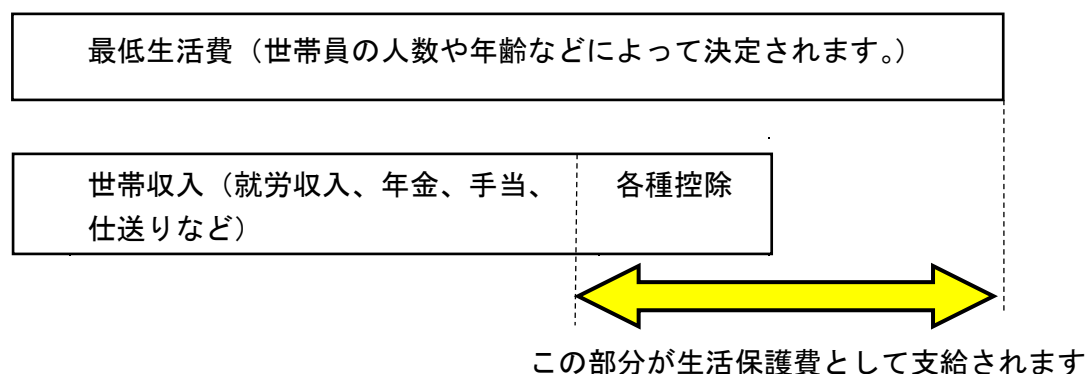 最低生活費（世帯員の人数や年齢などによって決定されます。）
世帯収入（就労収入、年金、手当、
仕送りなど）
各種控除
この部分が生活保護費として支給されます